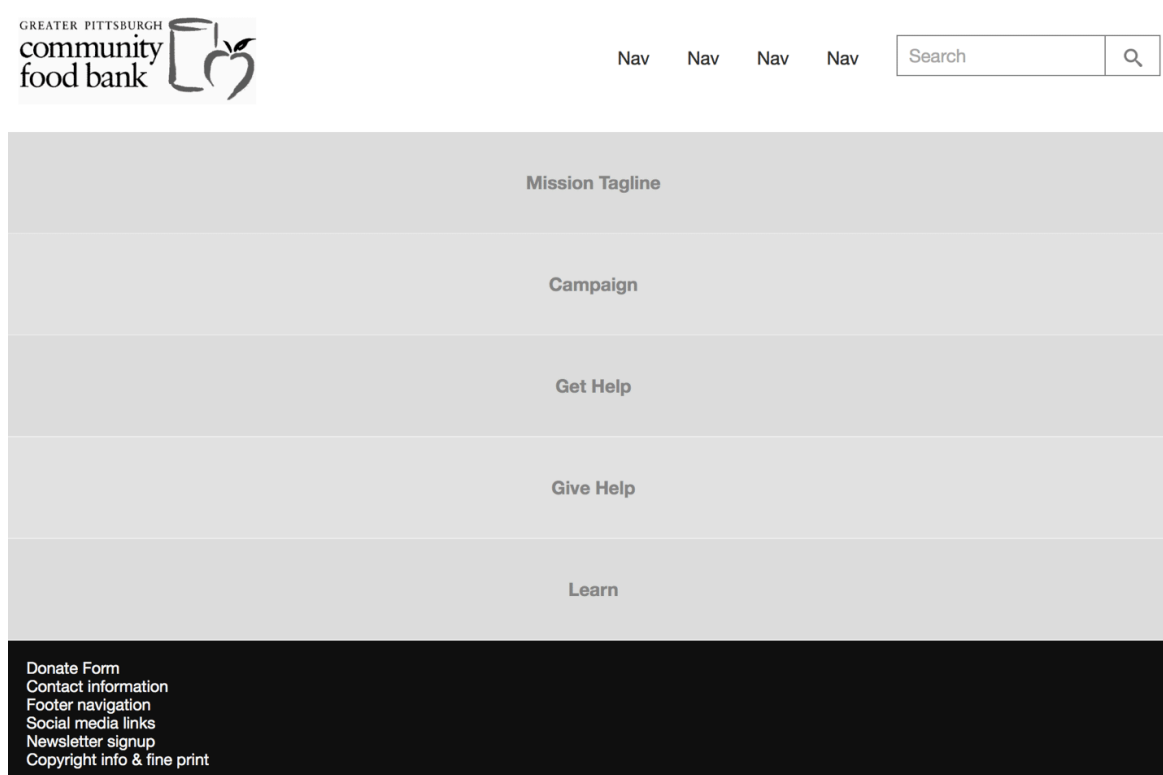 GREATER PITTSBURGH
community
food bank
Nav Nav Nav Nav Search
Mission Tagline
Campaign
Get Help
Give Help
Learn
Donate Form
Contact information
Footer navigation
Social media links
Newsletter signup
Copyright info & fine print